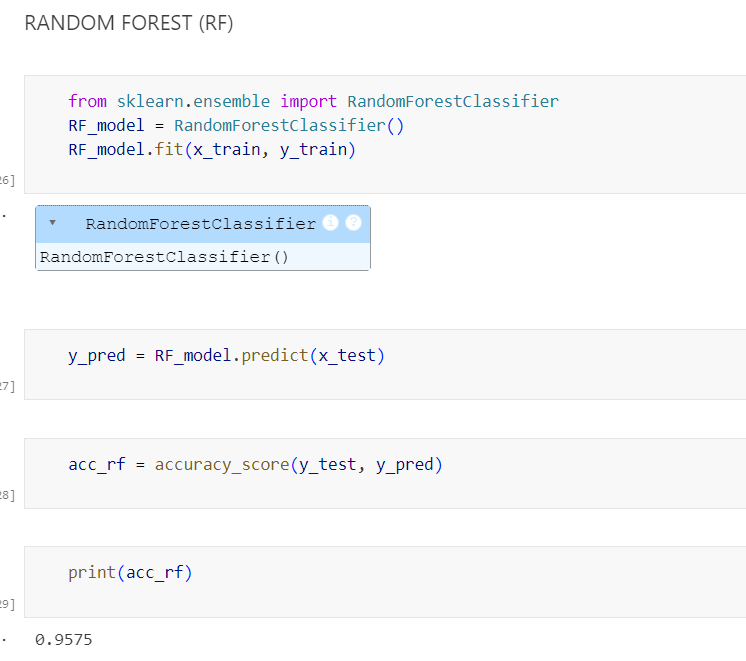 RANDOM FOREST (RF)
from sklearn.ensemble import RandomForestClassifier
RF_model = RandomForestClassifier()
RF_model.fit(x_train, y_train)
26]
RandomForestClassifier i ?
RandomForestClassifier()
y_pred = RF_model.predict(x_test)
27]
acc_rf = accuracy_score(y_test, y_pred)
28]
print(acc_rf)
29]
0.9575